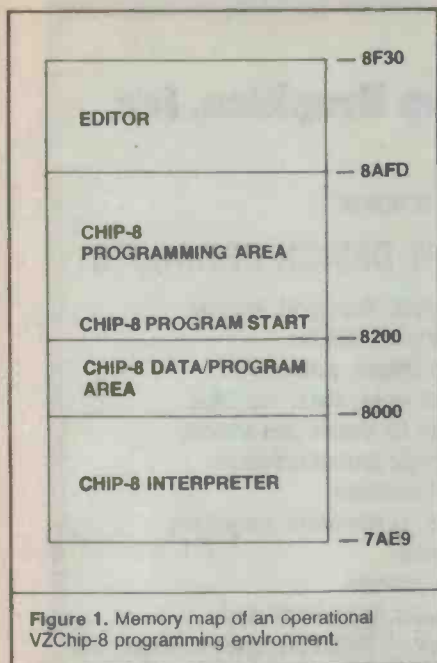 — 8F30
EDITOR
— 8AFD
CHIP-8
PROGRAMMING AREA
CHIP-8 PROGRAM START
— 8200
CHIP-8 DATA/PROGRAM
AREA
— 8000
CHIP-8 INTERPRETER
— 7AE9
Figure 1. Memory map of an operational
VZChip-8 programming environment.